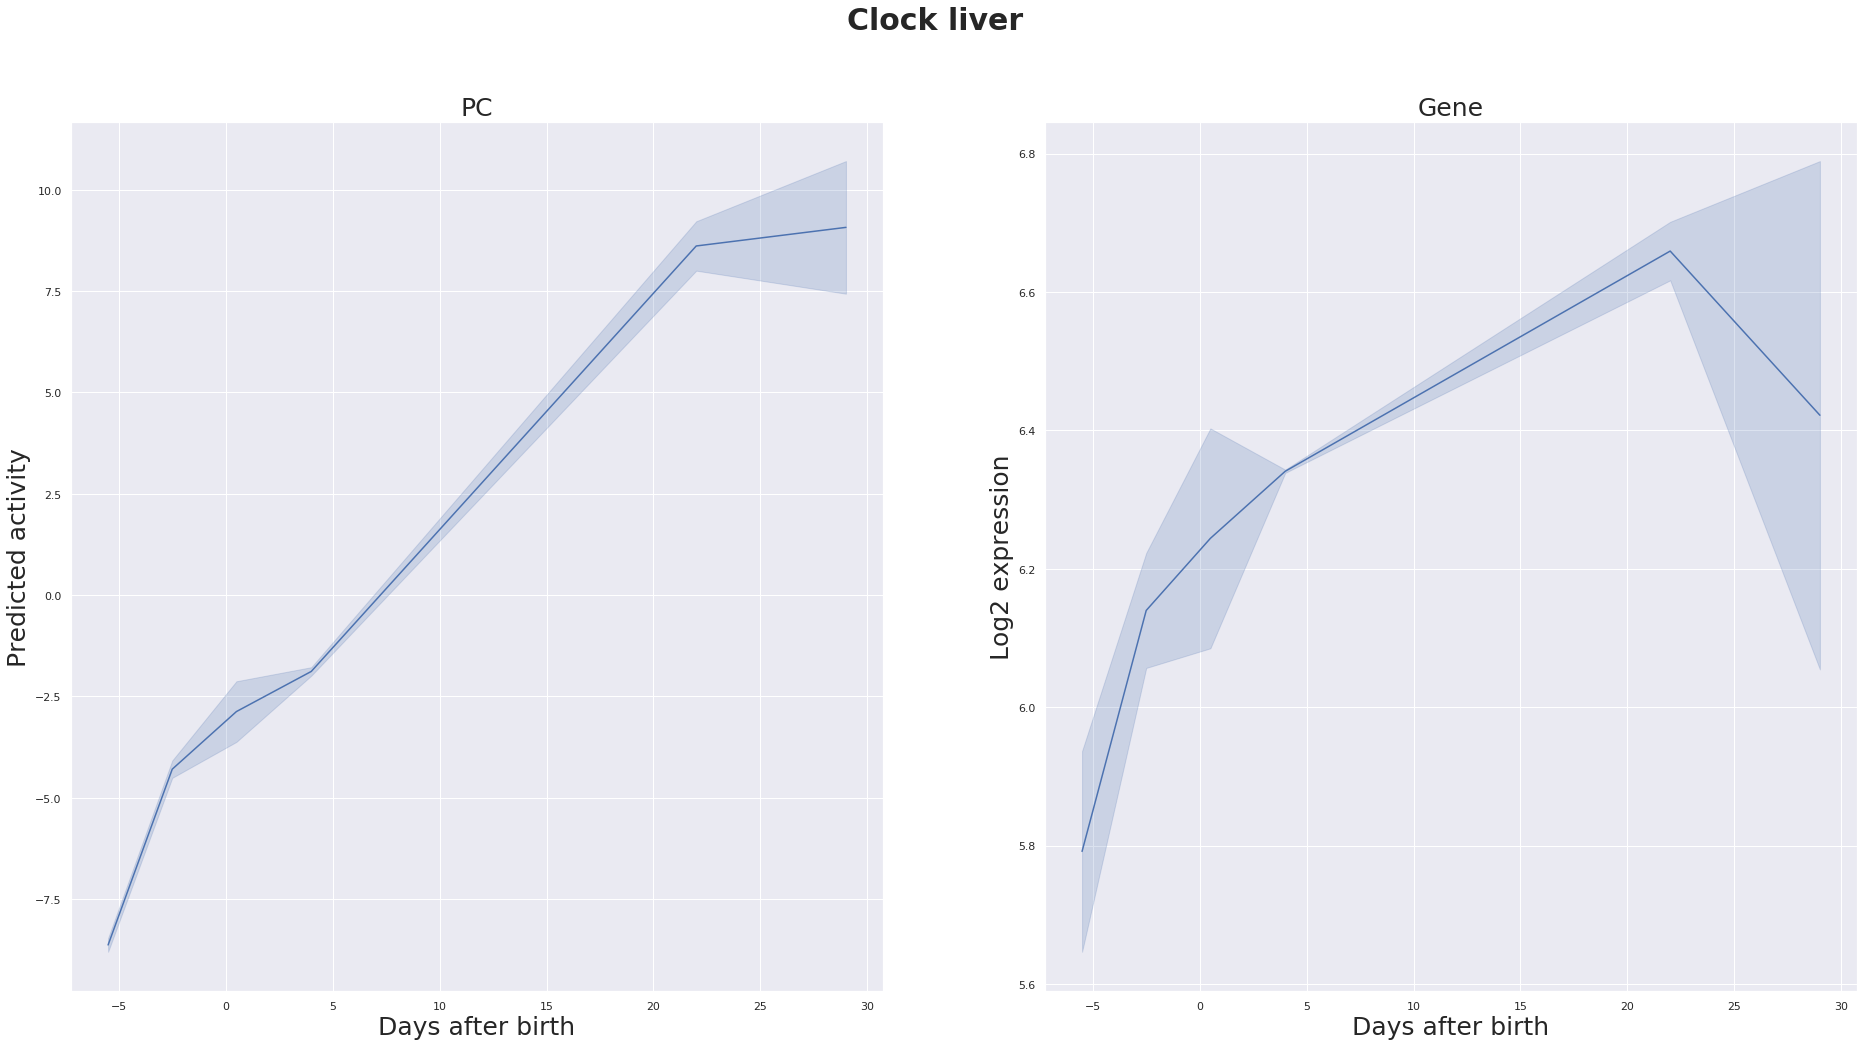 Clock liver
PC
Predicted activity
10.0
7.5
5.0
2.5
0.0
−2.5
−5.0
−7.5
−5 0 5 10 15 20 25 30
Days after birth
Gene
Log2 expression
6.8
6.6
6.4
6.2
6.0
5.8
5.6
−5 0 5 10 15 20 25 30
Days after birth